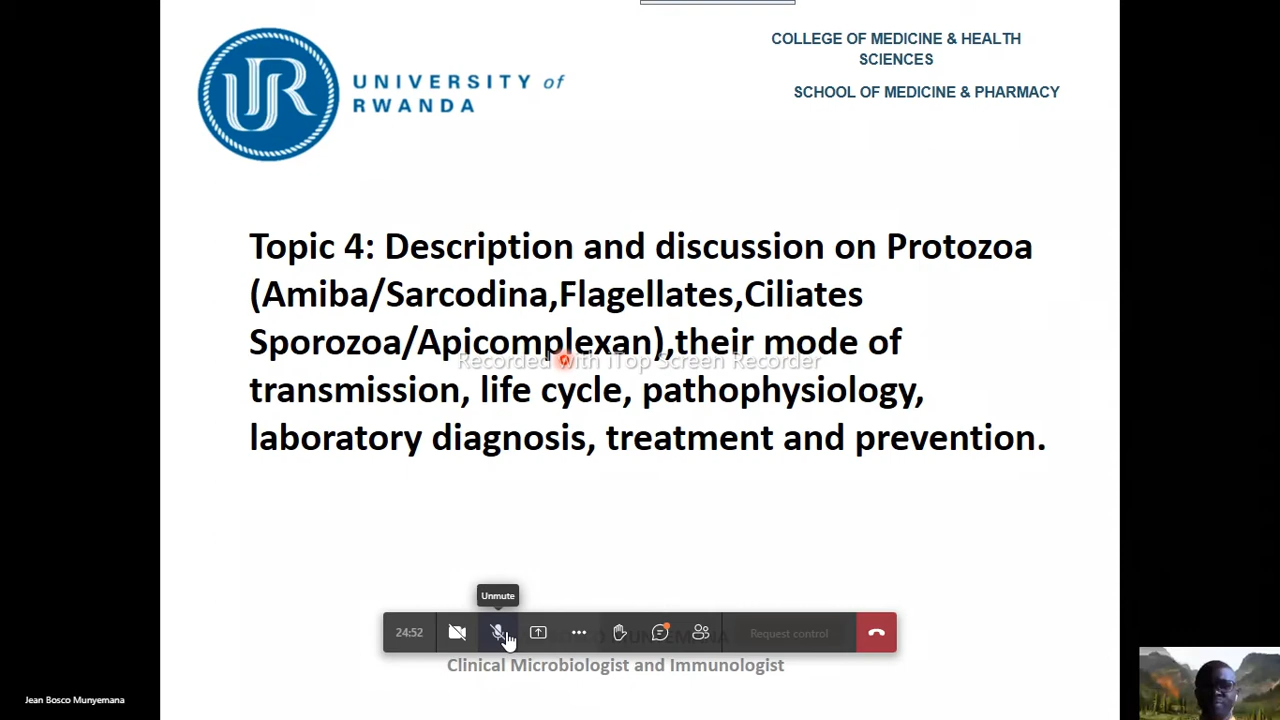 COLLEGE OF MEDICINE & HEALTH
SCIENCES
SCHOOL OF MEDICINE & PHARMACY
UR
UNIVERSITY of
RWANDA
Topic 4: Description and discussion on Protozoa
(Amiba/Sarcodina,Flagellates,Ciliates
Sporozoa/Apicomplexan),their mode of
Recorded with iTop Screen Recorder
transmission, life cycle, pathophysiology,
laboratory diagnosis, treatment and prevention.
Unmute
24:52
Request control
Clinical Microbiologist and Immunologist
Jean Bosco Munyemana